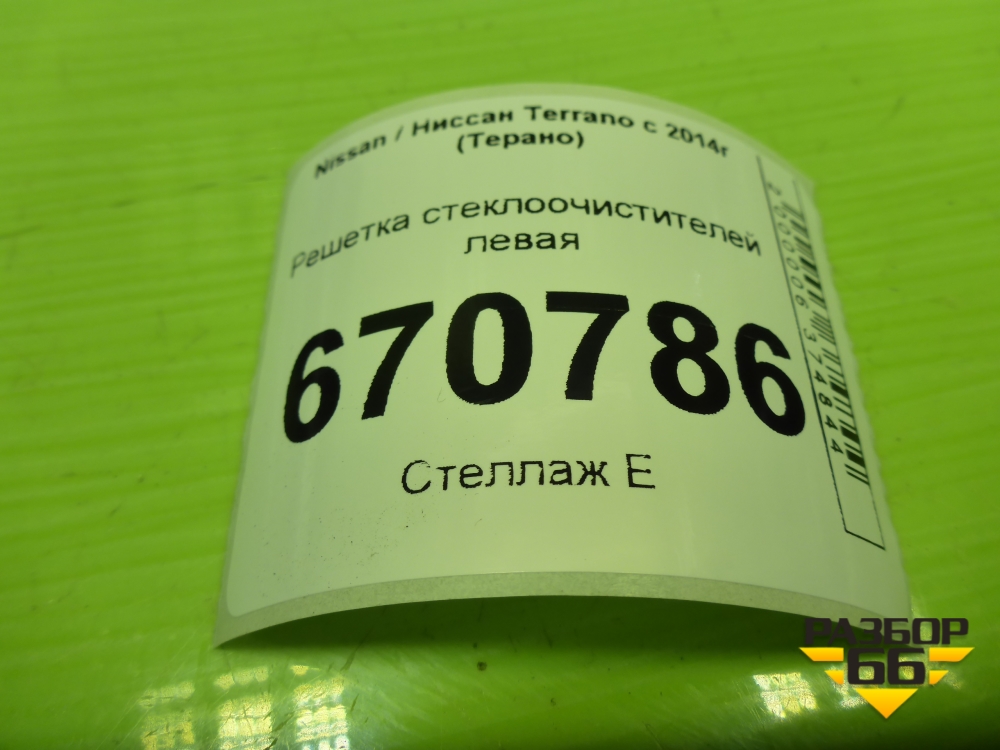 Nissan / Ниссан Terrano с 2014г
(Терано)
Решетка стеклоочистителей
левая
670786
Стеллаж Е
2000006374844
РАЗБОР
66